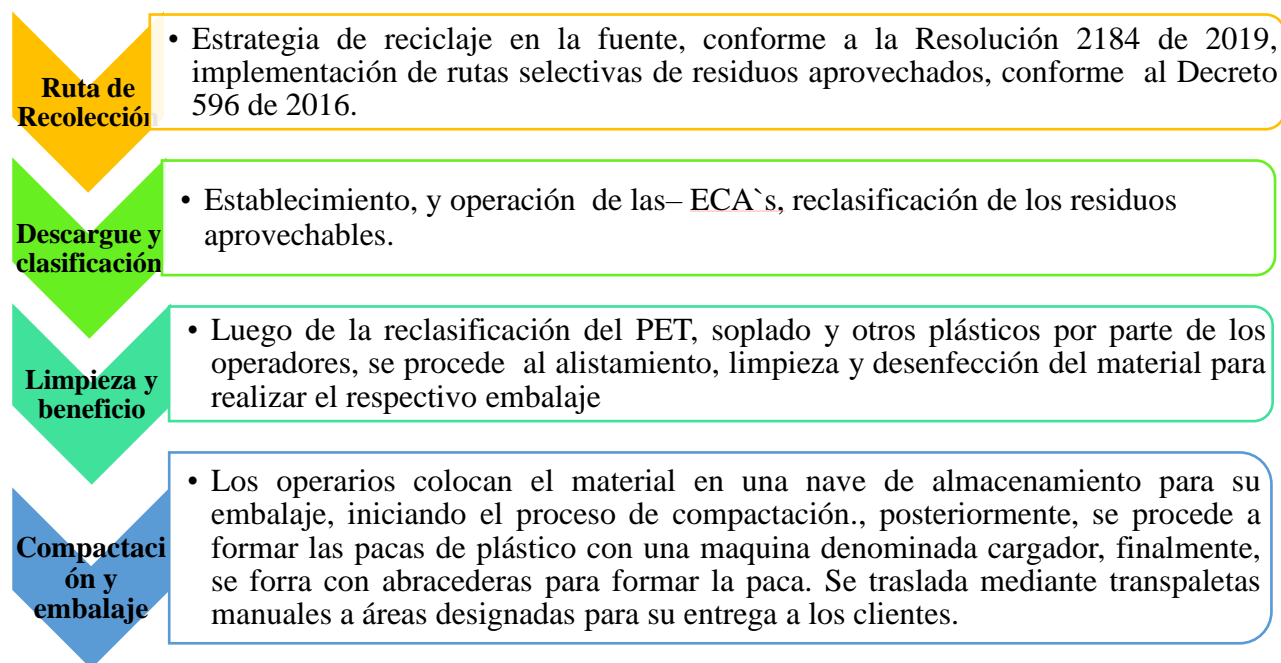 Ruta de
Recolección
• Estrategia de reciclaje en la fuente, conforme a la Resolución 2184 de 2019,
implementación de rutas selectivas de residuos aprovechados, conforme al Decreto
596 de 2016.
Descargue y
clasificación
• Establecimiento, y operación de las– ECA`s, reclasificación de los residuos
aprovechables.
Limpieza y
beneficio
• Luego de la reclasificación del PET, soplado y otros plásticos por parte de los
operadores, se procede al alistamiento, limpieza y desenfección del material para
realizar el respectivo embalaje
Compactaci
ón y
embalaje
• Los operarios colocan el material en una nave de almacenamiento para su
embalaje, iniciando el proceso de compactación., posteriormente, se procede a
formar las pacas de plástico con una maquina denominada cargador, finalmente,
se forra con abracederas para formar la paca. Se traslada mediante transpaletas
manuales a áreas designadas para su entrega a los clientes.